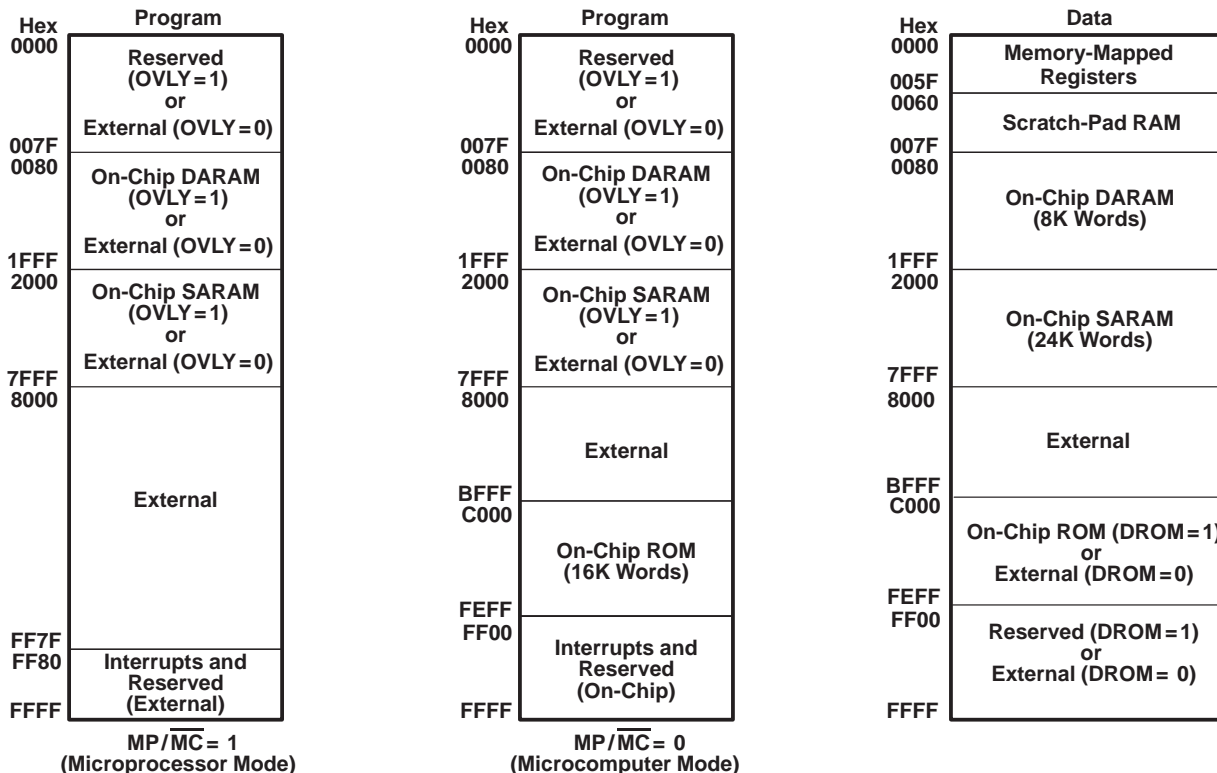 Hex
Program
0000
Reserved
(OVLY = 1)
or
External (OVLY = 0)
007F
0080
On-Chip DARAM
(OVLY = 1)
or
External (OVLY = 0)
1FFF
2000
On-Chip SARAM
(OVLY = 1)
or
External (OVLY = 0)
7FFF
8000
External
FF7F
FF80
Interrupts and
Reserved
(External)
FFFF
MP/MC = 1
(Microprocessor Mode)
Hex
Program
0000
Reserved
(OVLY = 1)
or
External (OVLY = 0)
007F
0080
On-Chip DARAM
(OVLY = 1)
or
External (OVLY = 0)
1FFF
2000
On-Chip SARAM
(OVLY = 1)
or
External (OVLY = 0)
7FFF
8000
External
BFFF
C000
On-Chip ROM
(16K Words)
FEFF
FF00
Interrupts and
Reserved
(On-Chip)
FFFF
MP/MC = 0
(Microcomputer Mode)
Hex
Data
0000
Memory-Mapped
Registers
005F
0060
Scratch-Pad RAM
007F
0080
On-Chip DARAM
(8K Words)
1FFF
2000
On-Chip SARAM
(24K Words)
7FFF
8000
External
BFFF
C000
On-Chip ROM (DROM = 1)
or
External (DROM = 0)
FEFF
FF00
Reserved (DROM = 1)
or
External (DROM = 0)
FFFF